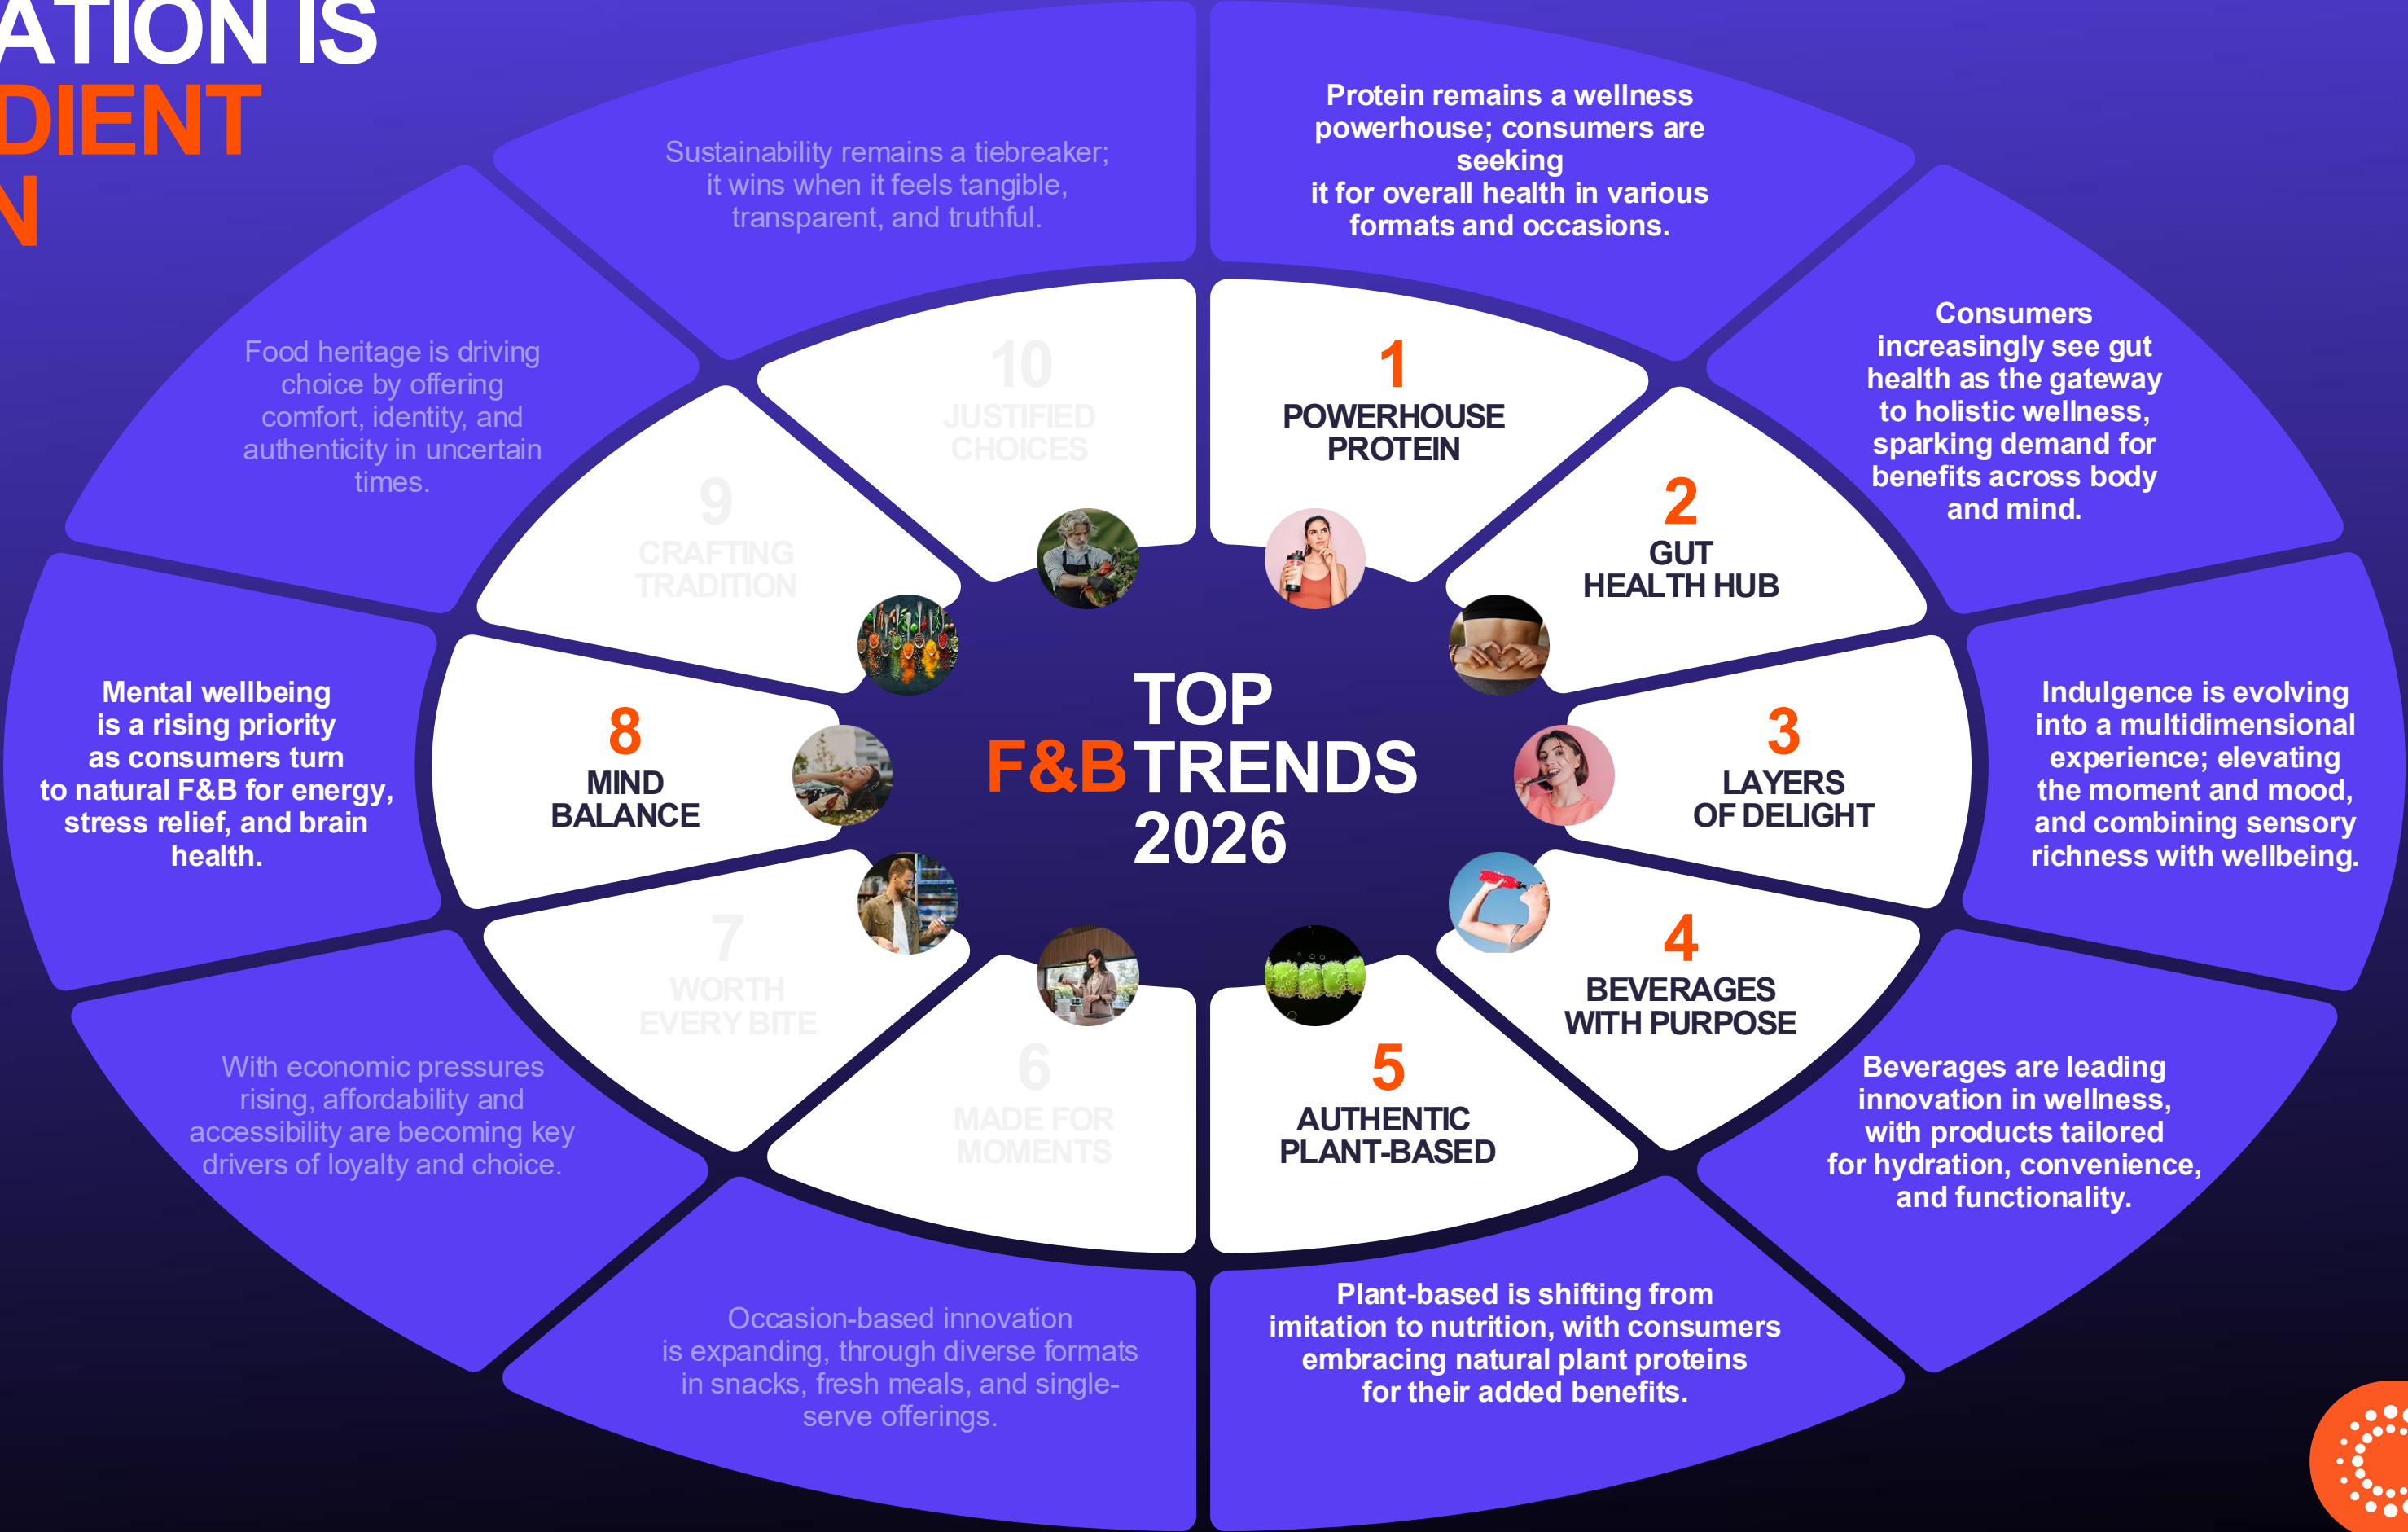 ATION IS
DIENT
N
TOP
F&B TRENDS
2026
1
POWERHOUSE
PROTEIN
Protein remains a wellness
powerhouse; consumers are
seeking
it for overall health in various
formats and occasions.
2
GUT
HEALTH HUB
Consumers
increasingly see gut
health as the gateway
to holistic wellness,
sparking demand for
benefits across body
and mind.
3
LAYERS
OF DELIGHT
Indulgence is evolving
into a multidimensional
experience; elevating
the moment and mood,
and combining sensory
richness with wellbeing.
4
BEVERAGES
WITH PURPOSE
Beverages are leading
innovation in wellness,
with products tailored
for hydration, convenience,
and functionality.
5
AUTHENTIC
PLANT-BASED
Plant-based is shifting from
imitation to nutrition, with consumers
embracing natural plant proteins
for their added benefits.
6
MADE FOR
MOMENTS
Occasion-based innovation
is expanding, through diverse formats
in snacks, fresh meals, and single-
serve offerings.
7
WORTH
EVERY BITE
With economic pressures
rising, affordability and
accessibility are becoming key
drivers of loyalty and choice.
8
MIND
BALANCE
Mental wellbeing
is a rising priority
as consumers turn
to natural F&B for energy,
stress relief, and brain
health.
9
CRAFTING
TRADITION
Food heritage is driving
choice by offering
comfort, identity, and
authenticity in uncertain
times.
10
JUSTIFIED
CHOICES
Sustainability remains a tiebreaker;
it wins when it feels tangible,
transparent, and truthful.